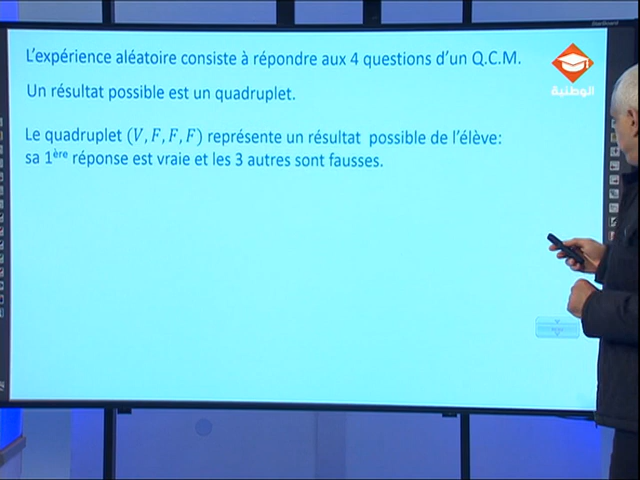 L'expérience aléatoire consiste à répondre aux 4 questions d'un Q.C.M.
الوطنية
Un résultat possible est un quadruplet.
Le quadruplet (V, F, F, F) représente un résultat possible de l'élève:
sa 1ère réponse est vraie et les 3 autres sont fausses.